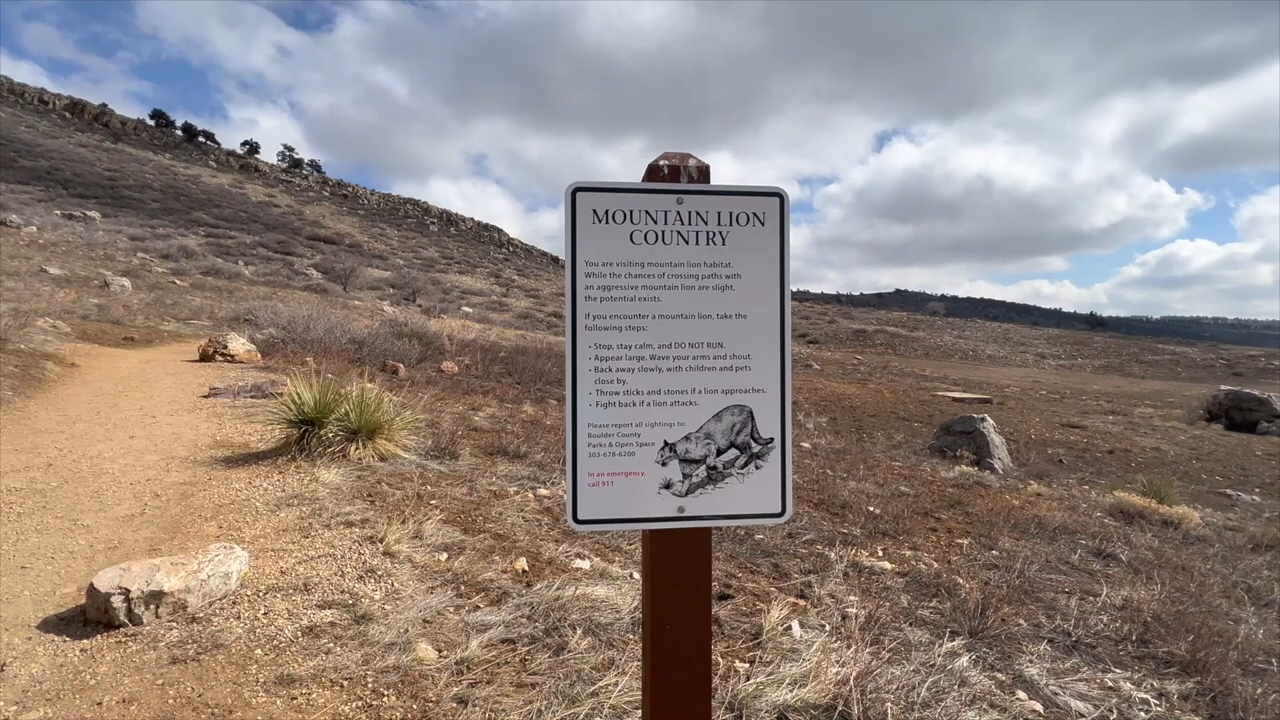 MOUNTAIN LION
COUNTRY
You are visiting mountain lion habitat.
While the chances of crossing paths with
an aggressive mountain lion are slight,
the potential exists.
If you encounter a mountain lion, take the
following steps:
• Stop, stay calm, and DO NOT RUN.
• Appear large. Wave your arms and shout.
• Back away slowly, with children and pets
close by.
• Throw sticks and stones if a lion approaches.
• Fight back if a lion attacks.
Please report all sightings to:
Boulder County
Parks & Open Space
303-678-6200
In an emergency,
call 911